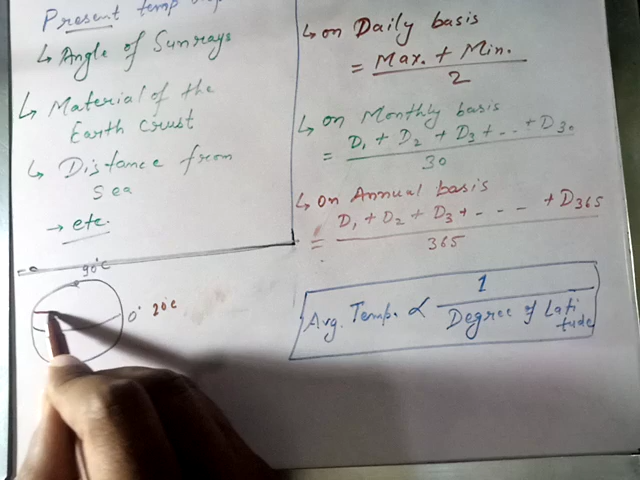 Present temp
↳ Angle of Sunrays
↳ Material of the
Earth Crust
↳ Distance from
Sea
→ etc.
↳ on Daily basis
= Max. + Min.
2
↳ on Monthly basis
= D1 + D2 + D3 + - .. + D30
30
↳ on Annual basis
= D1 + D2 + D3 + - - - + D365
365
Avg. Temp. ∝ 1
Degree of Lati
tude
90°c
0° 20°c